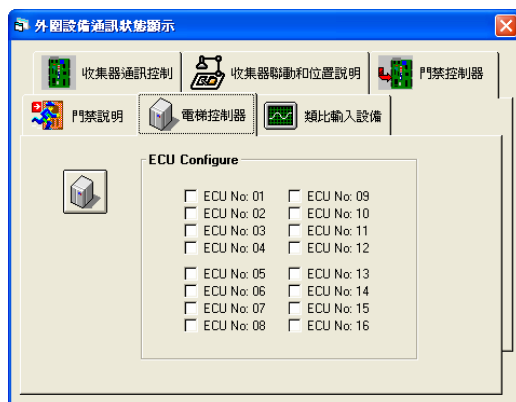 外圍設備通訊狀態顯示
收集器通訊控制 收集器聯動和位置說明 門禁控制器
門禁說明 電梯控制器 類比輸入設備
ECU Configure
ECU No: 01 ECU No: 09
ECU No: 02 ECU No: 10
ECU No: 03 ECU No: 11
ECU No: 04 ECU No: 12
ECU No: 05 ECU No: 13
ECU No: 06 ECU No: 14
ECU No: 07 ECU No: 15
ECU No: 08 ECU No: 16